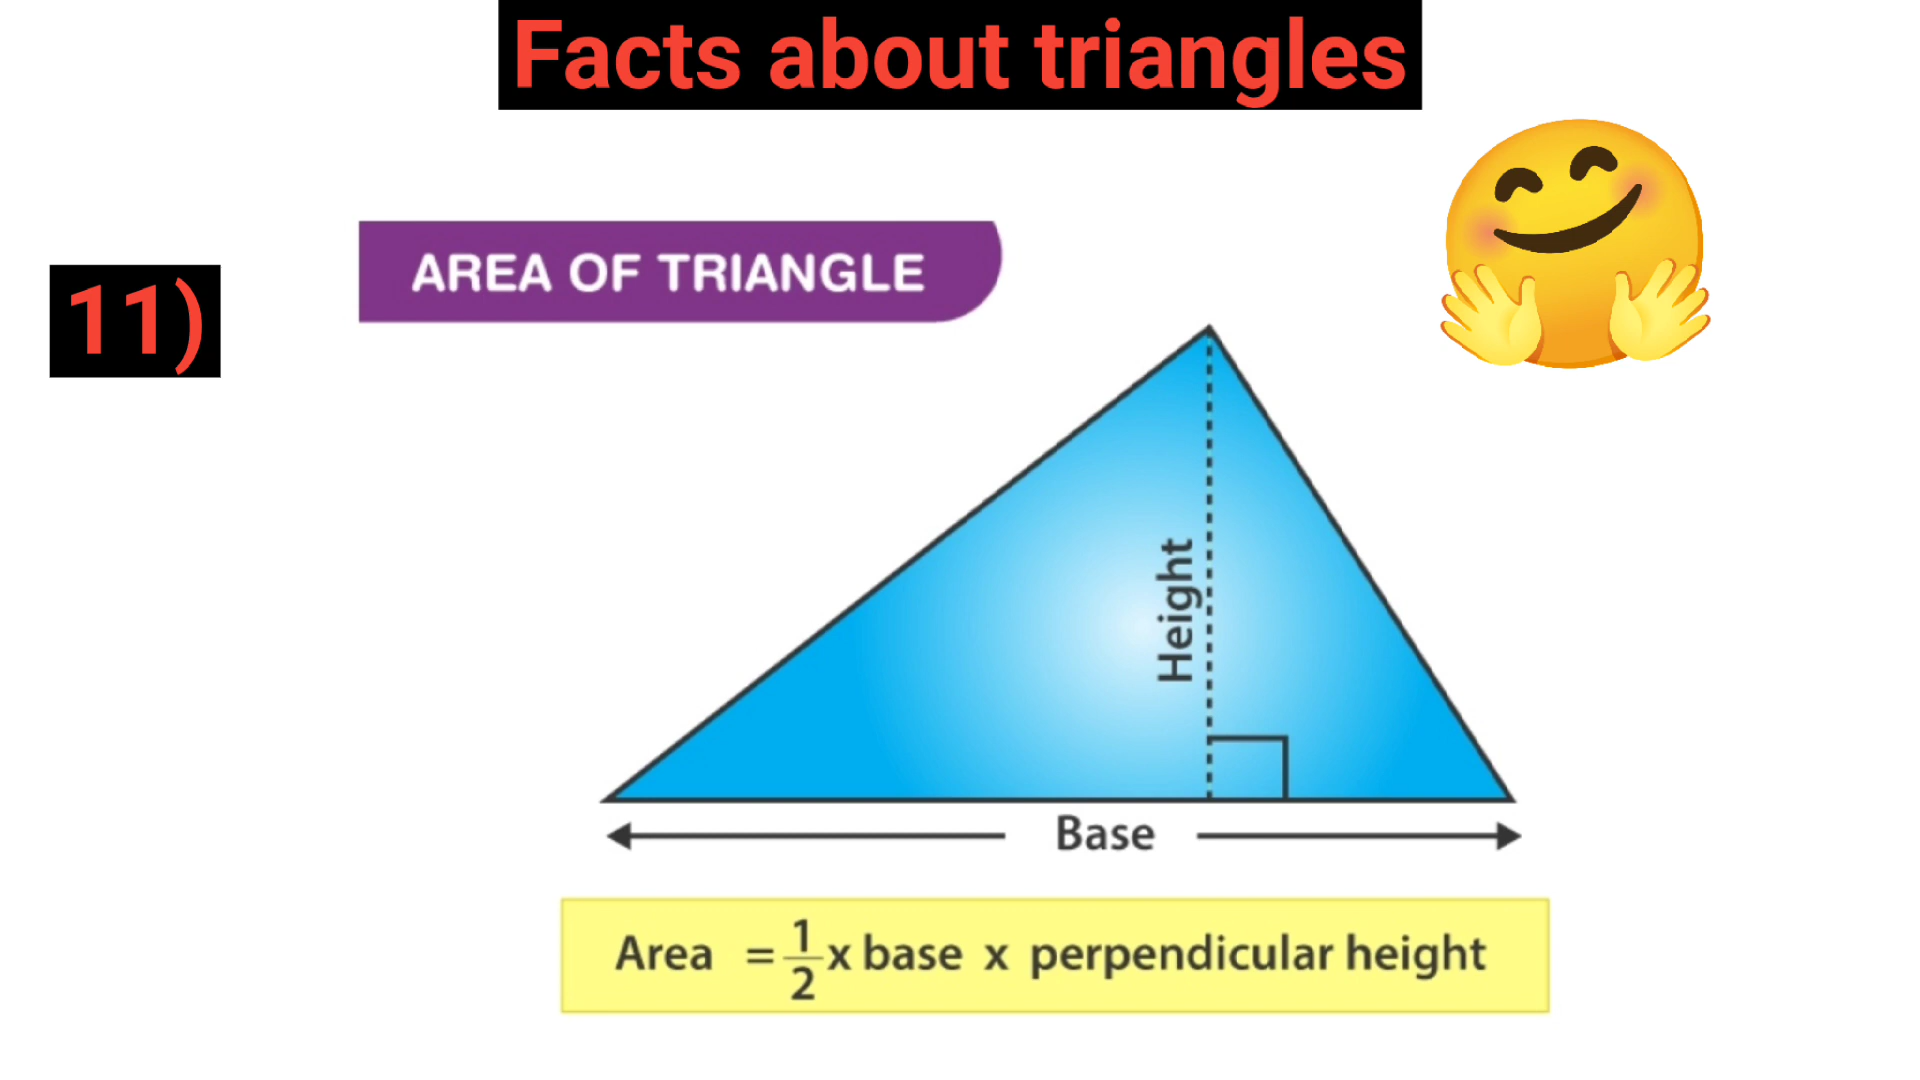 Facts about triangles
11)
AREA OF TRIANGLE
Height
Base
Area = 1/2 x base x perpendicular height